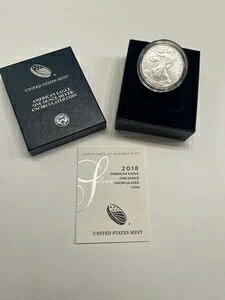 UNITED STATES MINT
AMERICAN EAGLE
ONE OUNCE SILVER
UNCIRCULATED COIN
CERTIFICATE OF AUTHENTICITY
Silver
2018
AMERICAN EAGLE
ONE OUNCE
UNCIRCULATED
COIN
UNITED STATES MINT